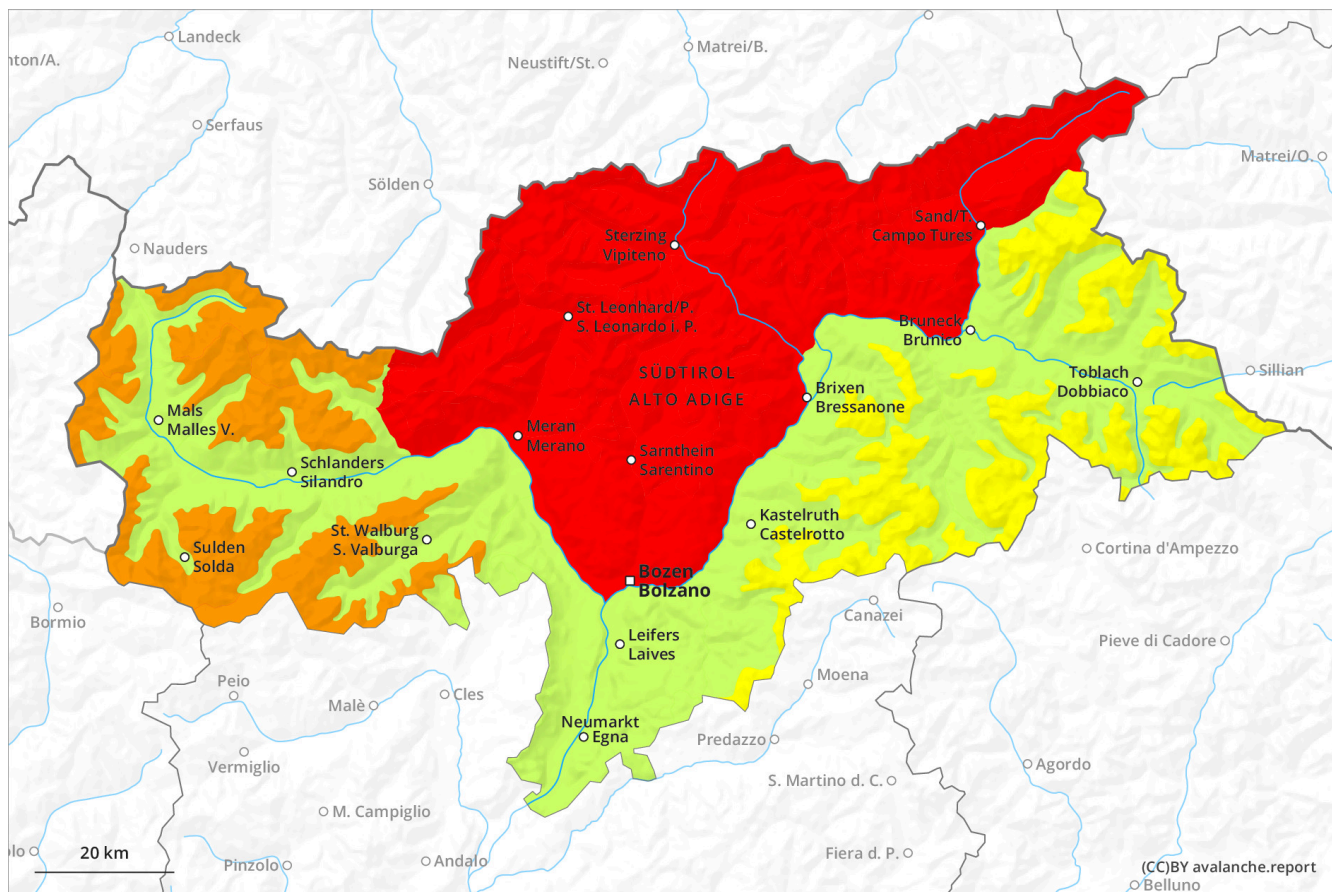 Landeck
nton/A.
Matrei/B.
Neustift/St.
Serfaus
Matrei/O.
Sölden
Sand/T.
Campo Tures
Sterzing
Vipiteno
Nauders
St. Leonhard/P.
S. Leonardo i. P.
Bruneck
Brunico
SÜDTIROL
ALTO ADIGE
Toblach
Dobbiaco
Sillian
Brixen
Bressanone
Mals
Malles V.
Meran
Merano
Schlanders
Silandro
Sarnthein
Sarentino
Kastelruth
Castelrotto
St. Walburg
S. Valburga
Sulden
Solda
Cortina d'Ampezzo
Bozen
Bolzano
Bormio
Canazei
Leifers
Laives
Pieve di Cadore
Peio
Cles
Moena
Malè
Neumarkt
Egna
Predazzo
Vermiglio
Agordo
S. Martino d. C.
M. Campiglio
olo
20 km
Pinzolo
Andalo
Fiera d. P.
(CC)BY avalanche.report
Belluno